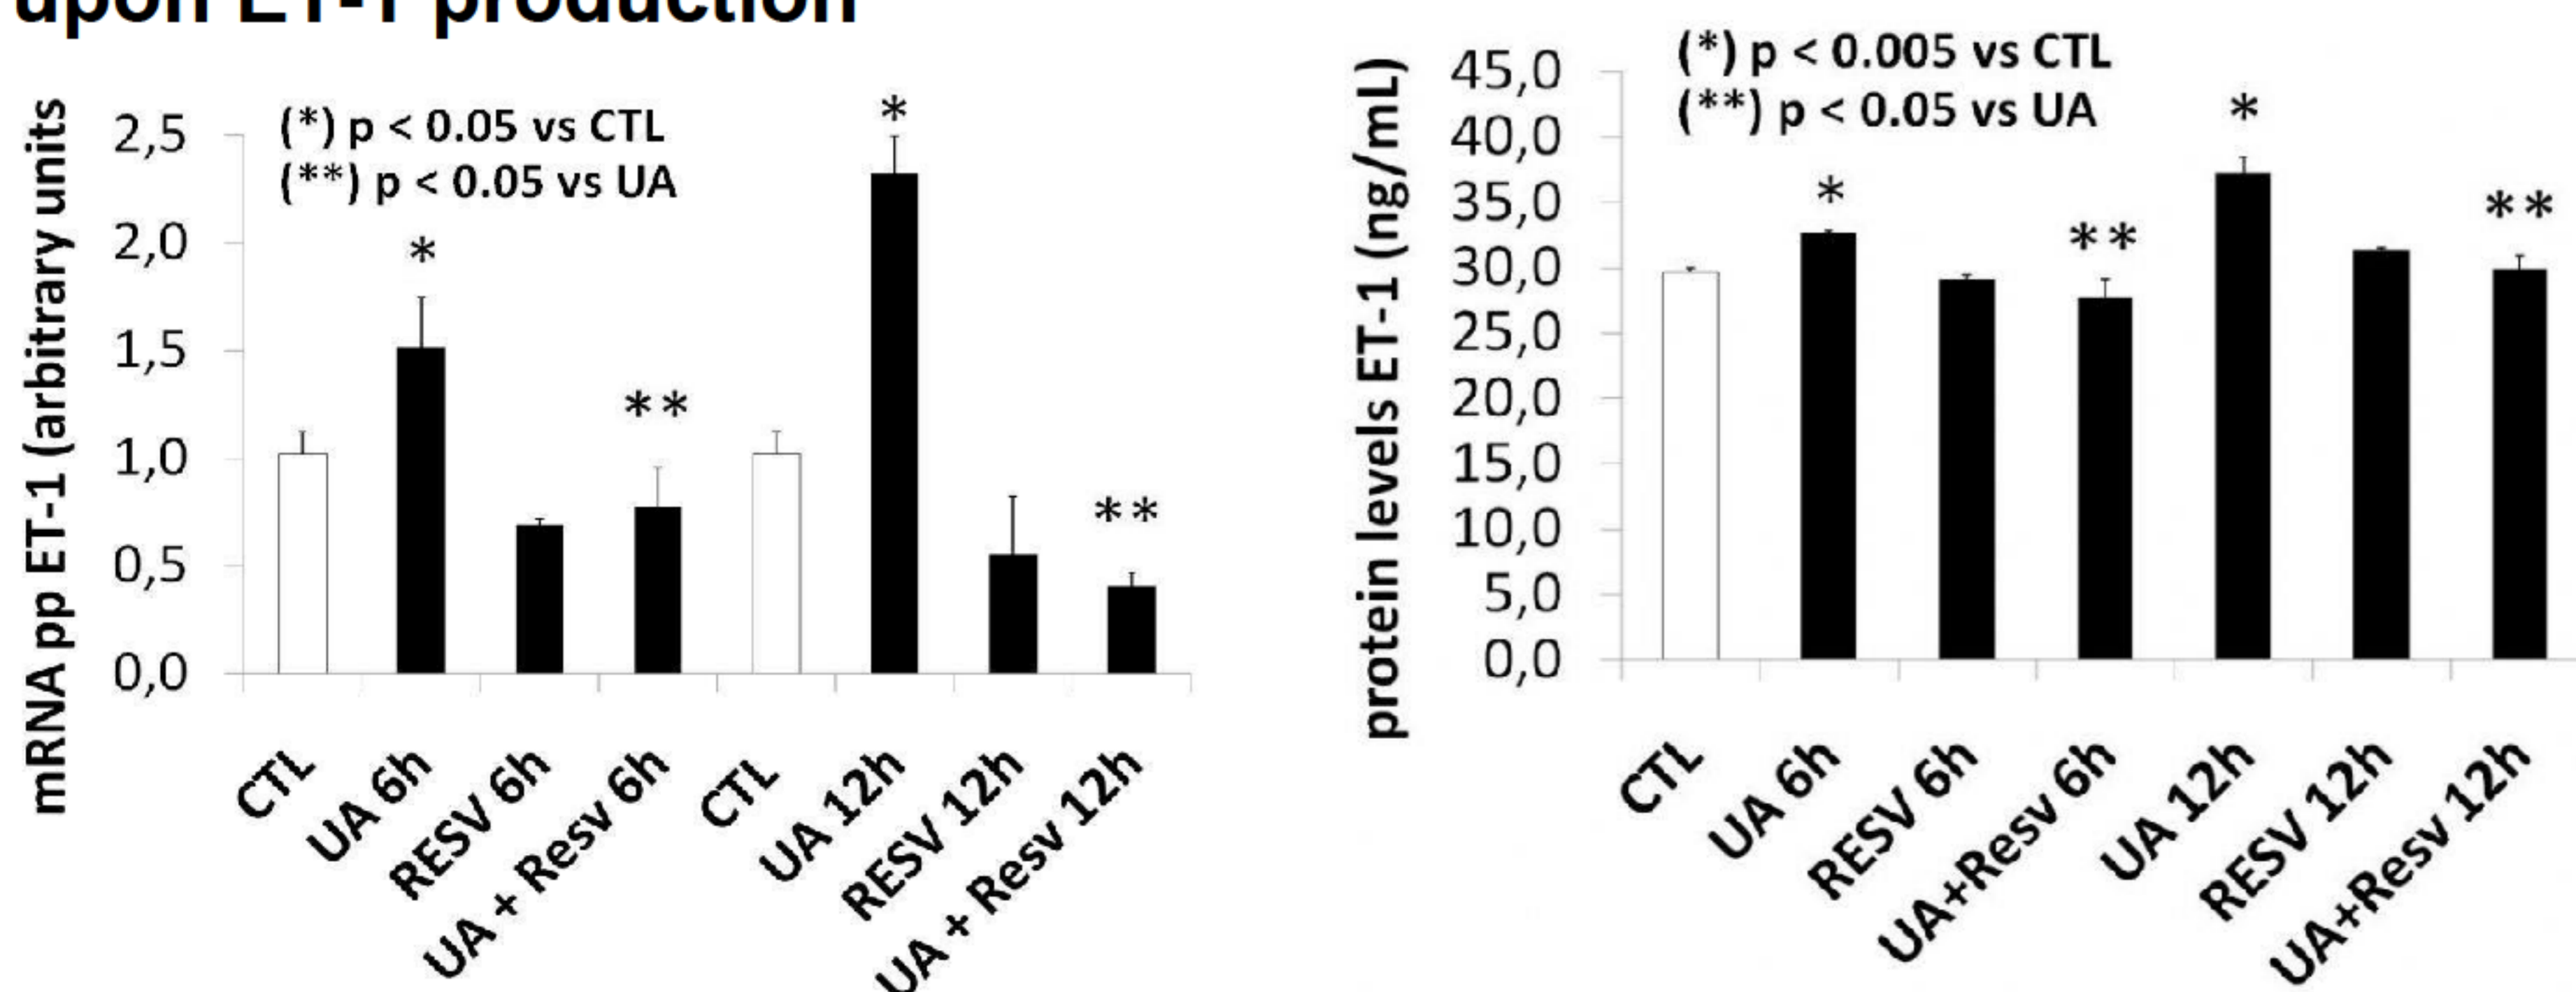 upon ET-1 production
mRNA pp ET-1 (arbitrary units
2,5
2,0
1,5
1,0
0,5
0,0
(*) p < 0.05 vs CTL
(**) p < 0.05 vs UA
*
**
*
**
CTL
UA 6h
RESV 6h
UA + Resv 6h
CTL
UA 12h
RESV 12h
UA + Resv 12h
protein levels ET-1 (ng/mL)
45,0
40,0
35,0
30,0
25,0
20,0
15,0
10,0
5,0
0,0
(*) p < 0.005 vs CTL
(**) p < 0.05 vs UA
*
**
*
**
CTL
UA 6h
RESV 6h
UA+Resv 6h
UA 12h
RESV 12h
UA+Resv 12h